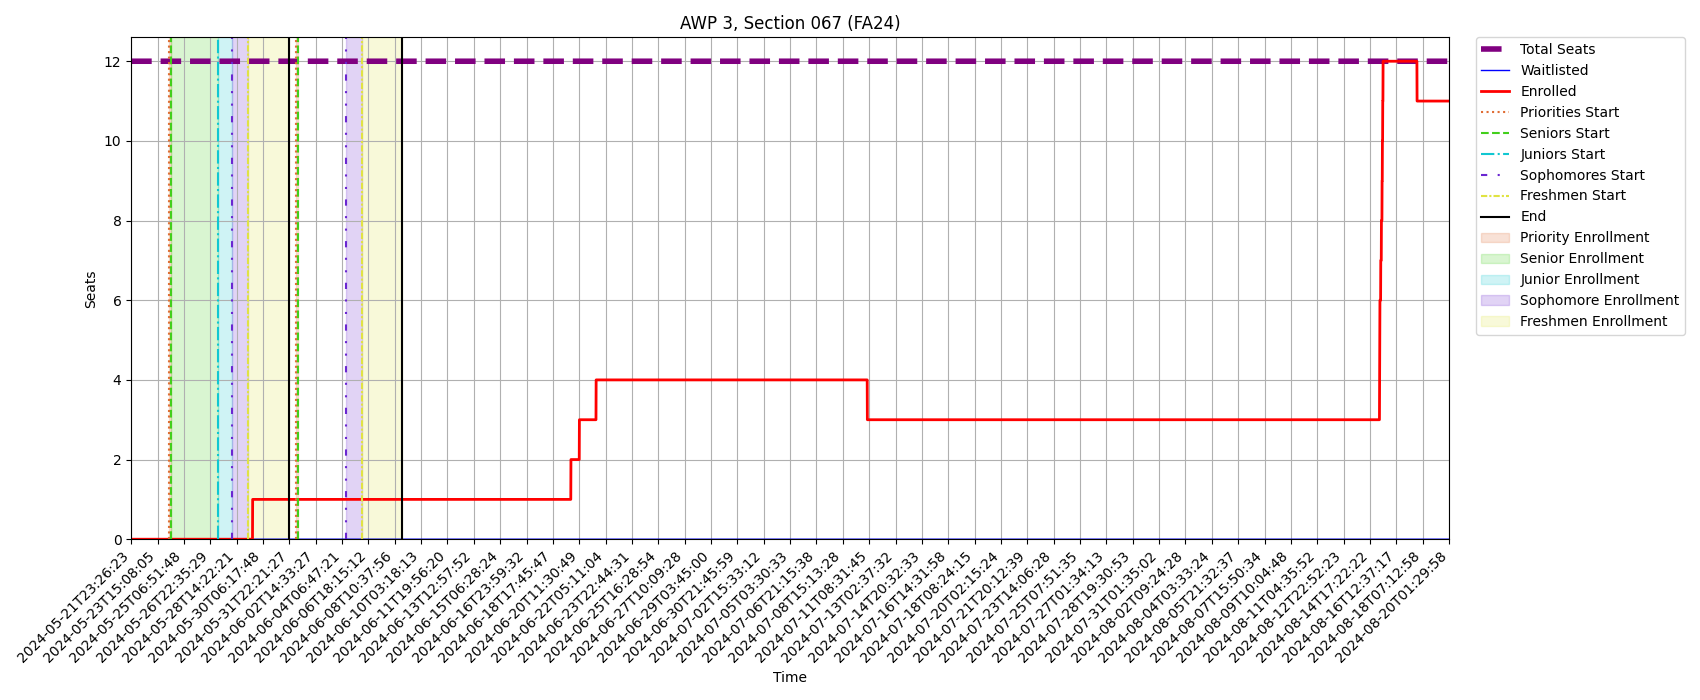 AWP 3, Section 067 (FA24)
Seats
12
10
8
6
4
2
0
2024-05-21T23:26:23
2024-05-23T15:08:05
2024-05-25T06:51:48
2024-05-26T22:35:29
2024-05-28T14:22:21
2024-05-30T06:17:48
2024-05-31T22:21:27
2024-06-02T14:33:27
2024-06-04T06:47:21
2024-06-06T18:15:12
2024-06-08T10:37:56
2024-06-10T03:18:13
2024-06-11T19:56:20
2024-06-13T12:57:52
2024-06-15T06:28:24
2024-06-16T23:59:32
2024-06-18T17:45:47
2024-06-20T11:30:49
2024-06-22T05:11:04
2024-06-23T22:44:31
2024-06-25T16:28:54
2024-06-27T10:09:28
2024-06-29T03:45:00
2024-06-30T21:45:59
2024-07-02T15:33:12
2024-07-05T03:30:33
2024-07-06T21:15:38
2024-07-08T15:13:28
2024-07-11T08:31:45
2024-07-13T02:37:32
2024-07-14T20:32:33
2024-07-16T14:31:58
2024-07-18T08:24:15
2024-07-20T02:15:24
2024-07-21T20:12:39
2024-07-23T14:06:28
2024-07-25T07:51:35
2024-07-27T01:34:13
2024-07-28T19:30:53
2024-07-31T01:35:02
2024-08-02T09:24:28
2024-08-04T03:33:24
2024-08-05T21:32:37
2024-08-07T15:50:34
2024-08-09T10:04:48
2024-08-11T04:35:52
2024-08-12T22:52:23
2024-08-14T17:22:22
2024-08-16T12:37:17
2024-08-18T07:12:58
2024-08-20T01:29:58
Time
Total Seats
Waitlisted
Enrolled
Priorities Start
Seniors Start
Juniors Start
Sophomores Start
Freshmen Start
End
Priority Enrollment
Senior Enrollment
Junior Enrollment
Sophomore Enrollment
Freshmen Enrollment